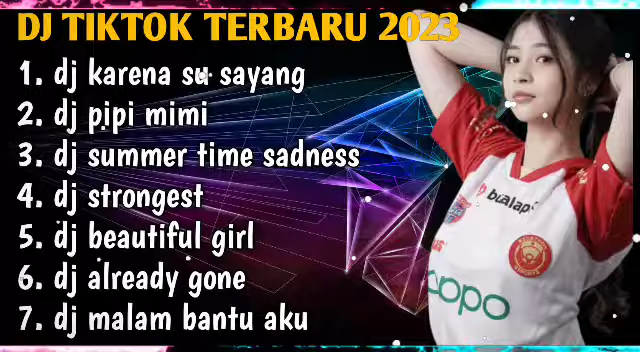 DJ TIKTOK TERBARU 2023
1. dj karena su sayang
2. dj pipi mimi
3. dj summer time sadness
4. dj strongest
5. dj beautiful girl
6. dj already gone
7. dj malam bantu aku
oppo